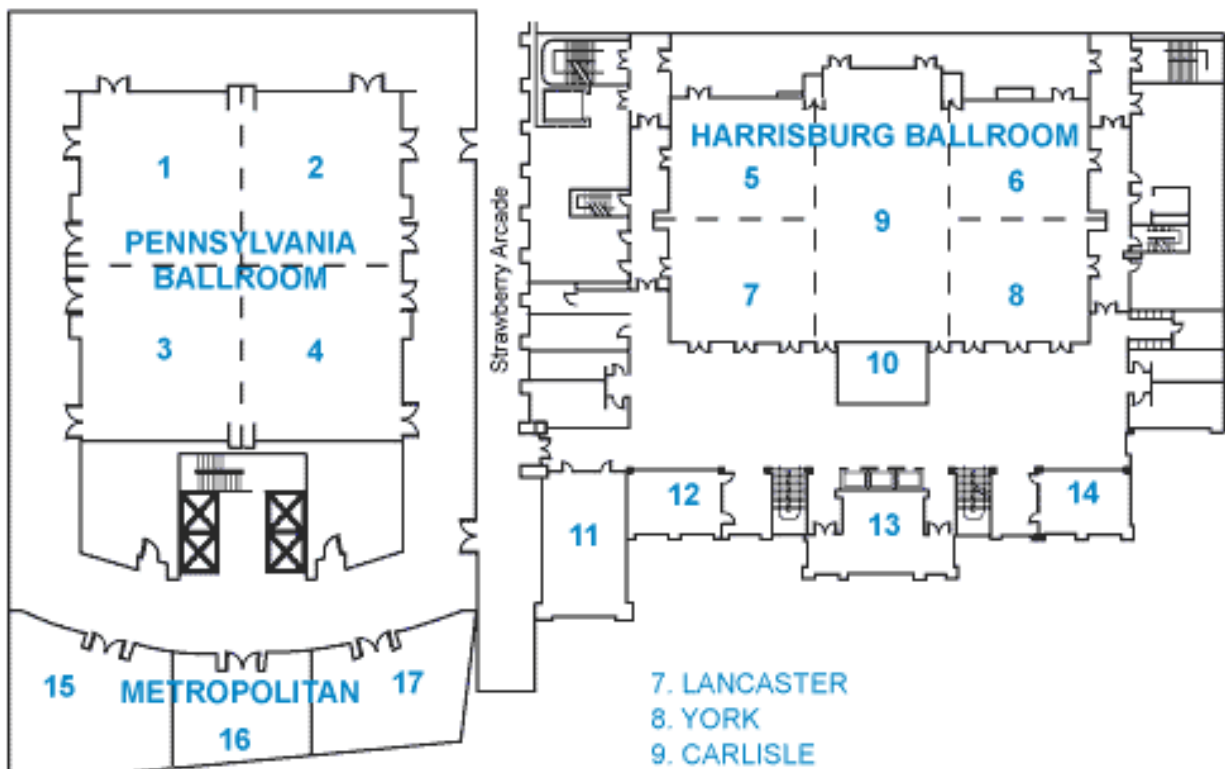 1
2
PENNSYLVANIA
BALLROOM
3
4
Strawberry Arcade
HARRISBURG BALLROOM
5
6
9
7
8
10
11
12
13
14
15
METROPOLITAN
16
17
7. LANCASTER
8. YORK
9. CARLISLE